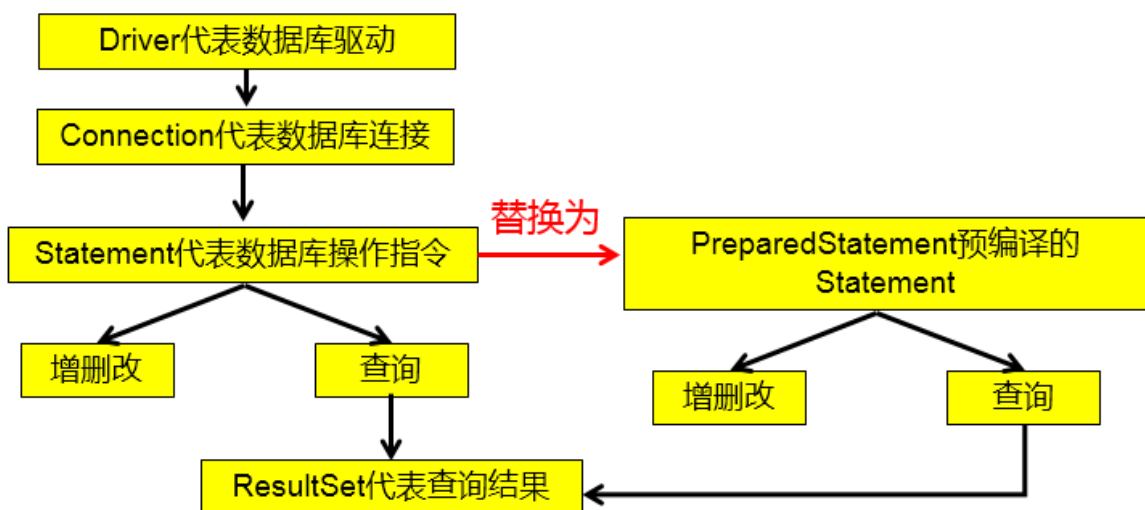 Driver代表数据库驱动
Connection代表数据库连接
替换为
Statement代表数据库操作指令
PreparedStatement预编译的
Statement
增删改
查询
增删改
查询
ResultSet代表查询结果